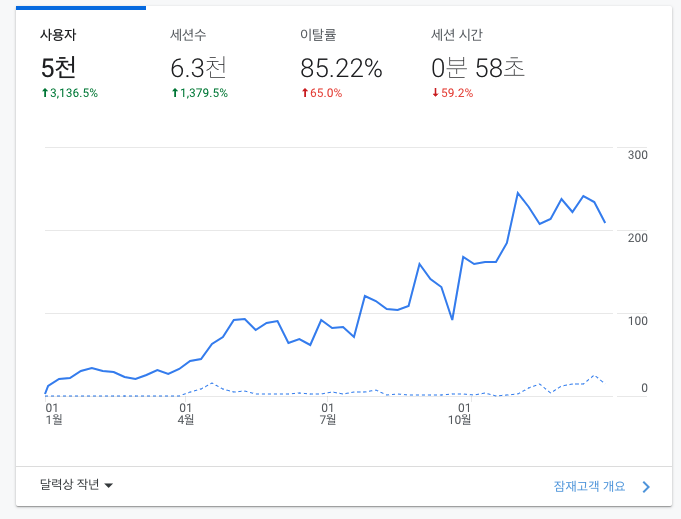 사용자 세션수 이탈률 세션 시간
5천 6.3천 85.22% 0분 58초
↑3,136.5% ↑1,379.5% ↑65.0% ↓59.2%
300
200
100
0
01 01 01 01
1월 4월 7월 10월
달력상 작년 잠재고객 개요